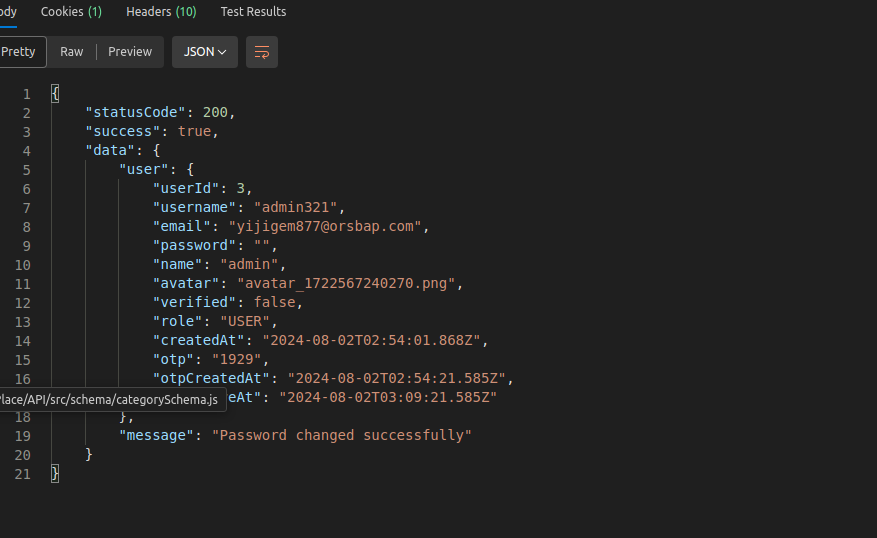 ody Cookies (1) Headers (10) Test Results
Pretty Raw Preview JSON
1 {
2 "statusCode": 200,
3 "success": true,
4 "data": {
5 "user": {
6 "userId": 3,
7 "username": "admin321",
8 "email": "yijigem877@orsbap.com",
9 "password": "",
10 "name": "admin",
11 "avatar": "avatar_1722567240270.png",
12 "verified": false,
13 "role": "USER",
14 "createdAt": "2024-08-02T02:54:01.868Z",
15 "otp": "1929",
16 "otpCreatedAt": "2024-08-02T02:54:21.585Z",
Place/API/src/schema/categorySchema.js eAt": "2024-08-02T03:09:21.585Z"
18 },
19 "message": "Password changed successfully"
20 }
21 }